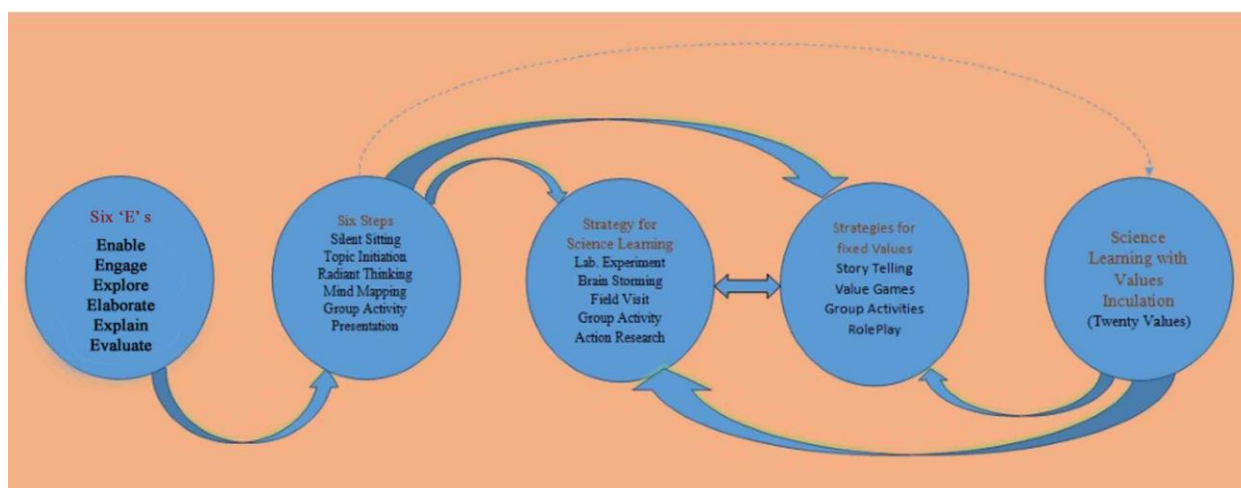 Six ‘E’ s
Enable
Engage
Explore
Elaborate
Explain
Evaluate
Six Steps
Silent Sitting
Topic Initiation
Radiant Thinking
Mind Mapping
Group Activity
Presentation
Strategy for
Science Learning
Lab. Experiment
Brain Storming
Field Visit
Group Activity
Action Research
Strategies for
fixed Values
Story Telling
Value Games
Group Activities
RolePlay
Science
Learning with
Values
Inculation
(Twenty Values)